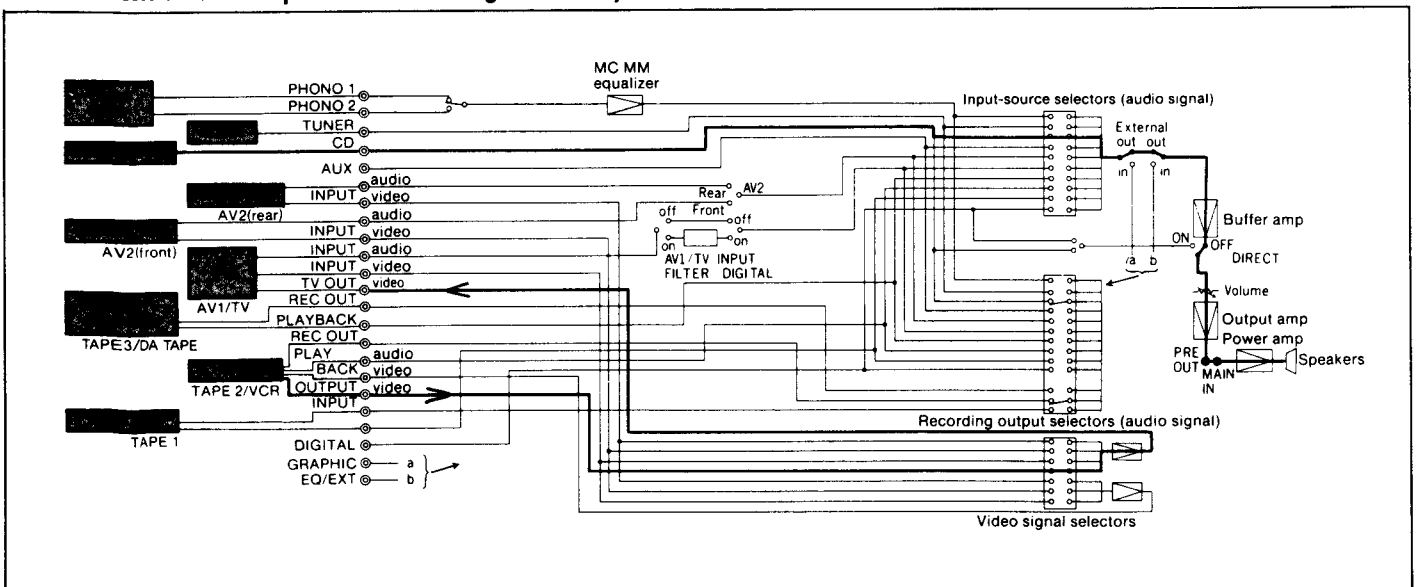 MC MM
equalizer
PHONO 1
PHONO 2
TUNER
CD
AUX
audio
INPUT video
AV2(rear)
audio
INPUT video
AV2(front)
INPUT audio
INPUT video
TV OUT video
AV1/TV
REC OUT
PLAYBACK
TAPE3/DA TAPE
REC OUT
PLAY audio
BACK video
OUTPUT video
TAPE 2/VCR
INPUT
TAPE 1
DIGITAL
GRAPHIC a
EQ/EXT b
Rear AV2
Front
off off
on on
AV1/TV INPUT
FILTER DIGITAL
Input-source selectors (audio signal)
External
out out
in in
a b
Buffer amp
ON OFF
DIRECT
Volume
Output amp
Power amp
PRE
OUT MAIN
IN
Speakers
Recording output selectors (audio signal)
Video signal selectors